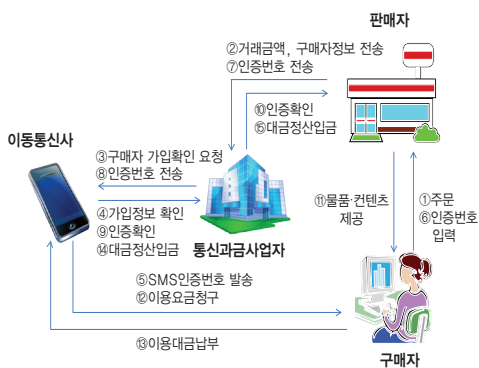 판매자
②거래금액, 구매자정보 전송
⑦인증번호 전송
⑩인증확인
⑮대금정산입금
이동통신사
③구매자 가입확인 요청
⑧인증번호 전송
④가입정보 확인
⑨인증확인
⑭대금정산입금
통신과금사업자
⑪물품·컨텐츠
제공
①주문
⑥인증번호
입력
⑤SMS인증번호 발송
⑫이용요금청구
⑬이용대금납부
구매자